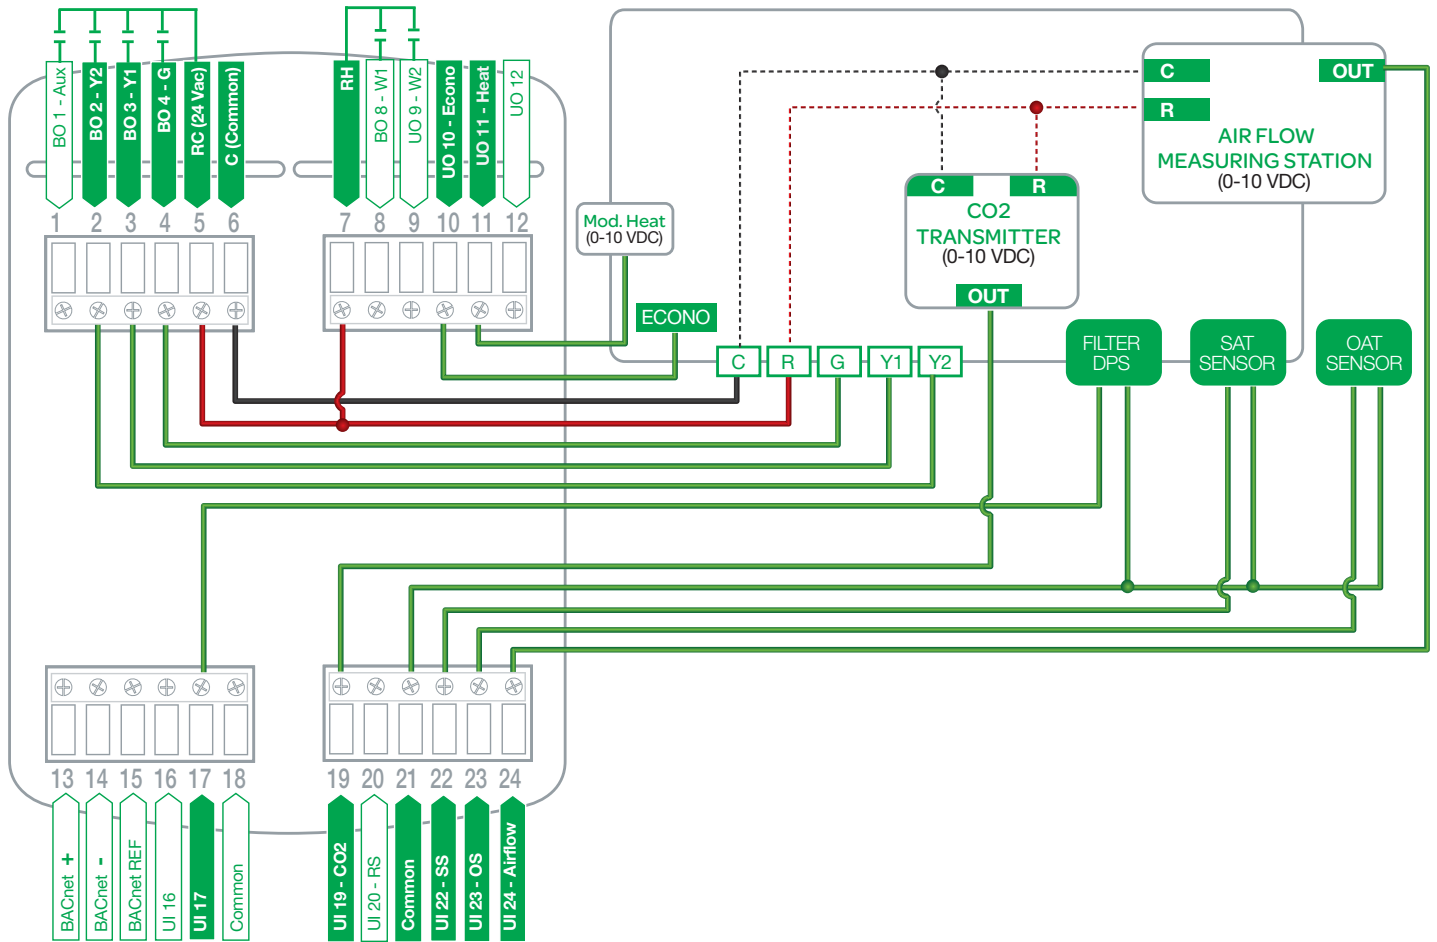 BO 1 - Aux
BO 2 - Y2
BO 3 - Y1
BO 4 - G
RC (24 Vac)
C (Common)
RH
BO 8 - W1
UO 9 - W2
UO 10 - Econo
UO 11 - Heat
UO 12
1
2
3
4
5
6
7
8
9
10
11
12
C
R
OUT
AIR FLOW
MEASURING STATION
(0-10 VDC)
C
R
CO2
TRANSMITTER
(0-10 VDC)
OUT
Mod. Heat
(0-10 VDC)
ECONO
C
R
G
Y1
Y2
FILTER
DPS
SAT
SENSOR
OAT
SENSOR
13
14
15
16
17
18
19
20
21
22
23
24
BACnet +
BACnet -
BACnet REF
UI 16
UI 17
Common
UI 19 - CO2
UI 20 - RS
Common
UI 22 - SS
UI 23 - OS
UI 24 - Airflow